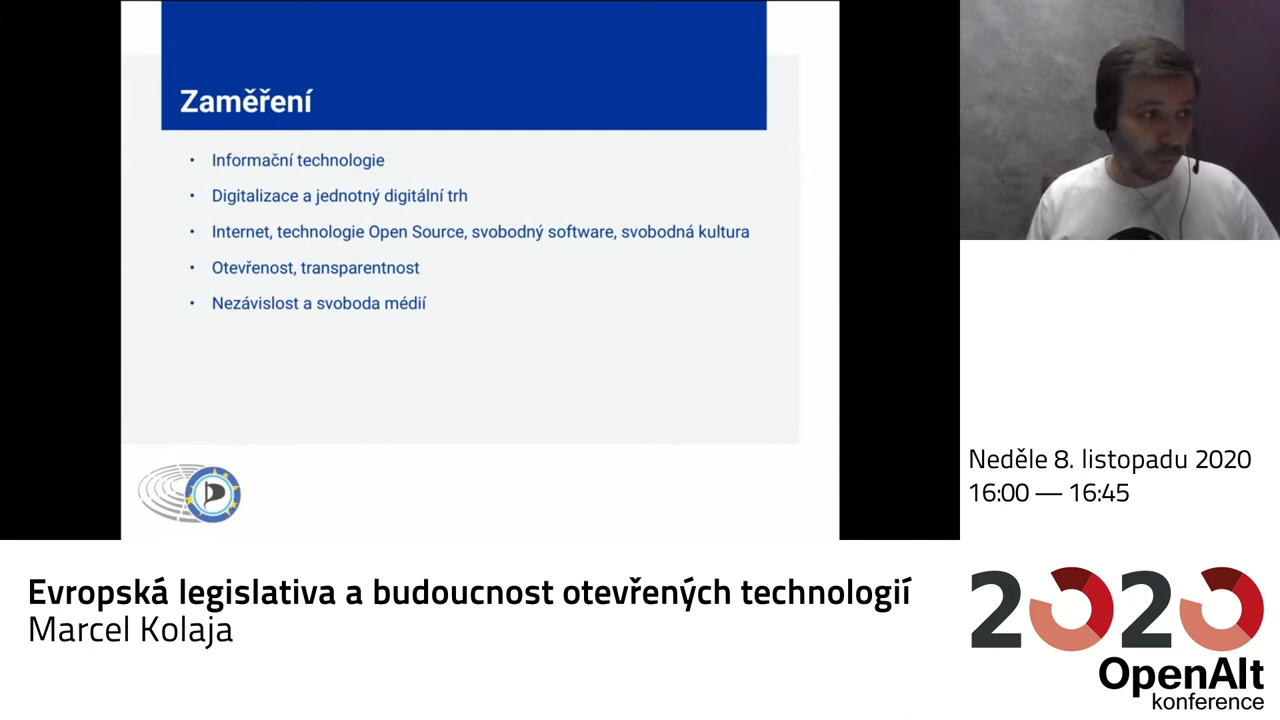 Zaměření
• Informační technologie
• Digitalizace a jednotný digitální trh
• Internet, technologie Open Source, svobodný software, svobodná kultura
• Otevřenost, transparentnost
• Nezávislost a svoboda médií
Neděle 8. listopadu 2020
16:00 — 16:45
Evropská legislativa a budoucnost otevřených technologií
Marcel Kolaja
2020
OpenAlt
konference